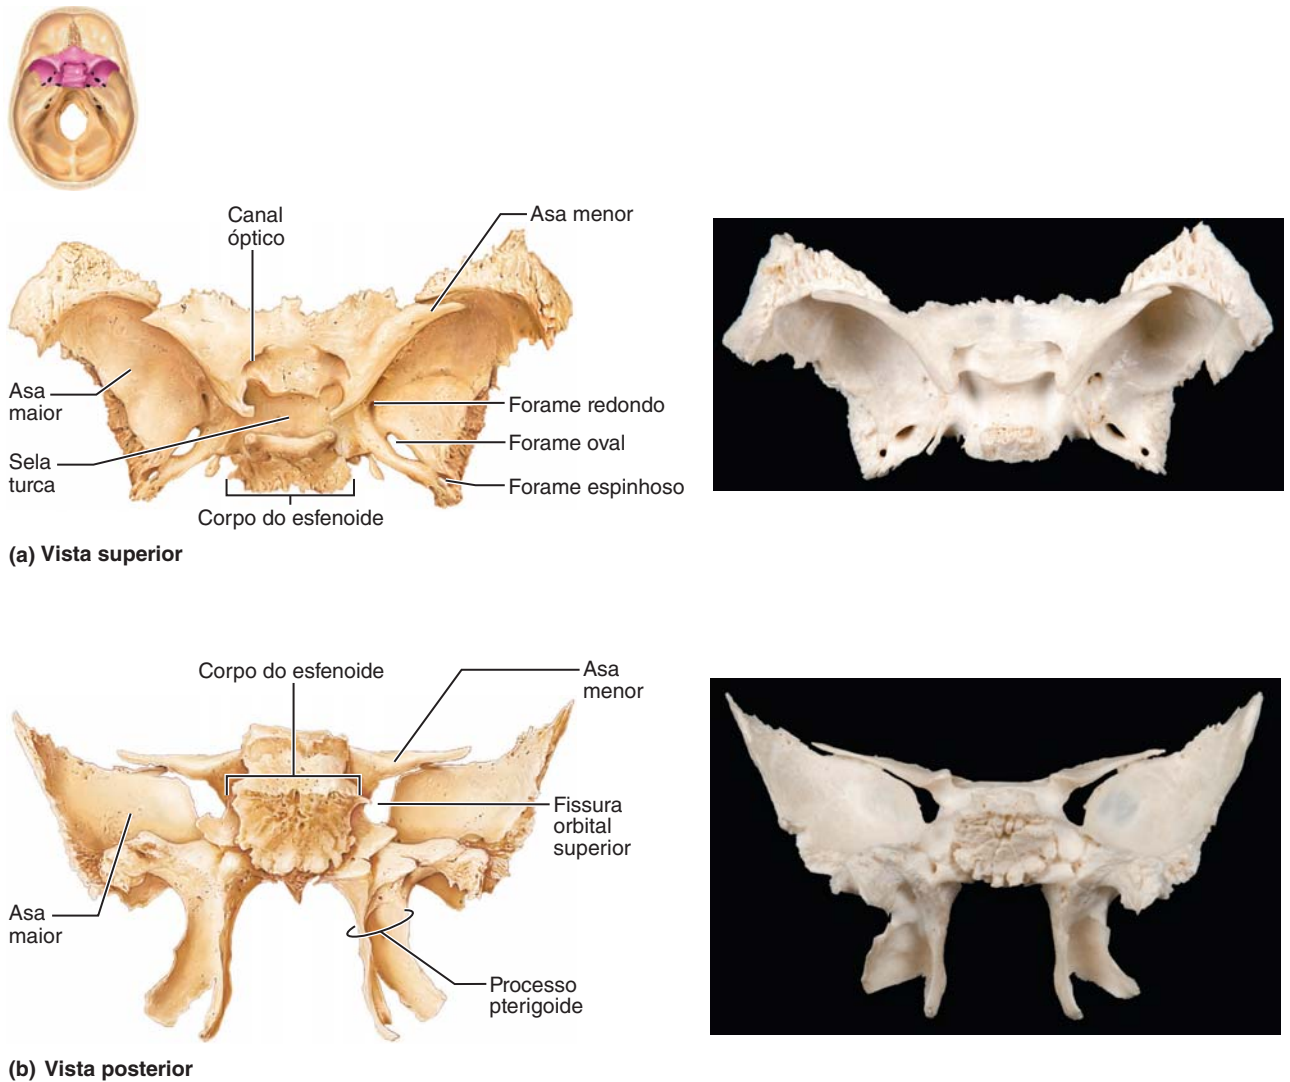 Canal
óptico
Asa menor
Asa
maior
Forame redondo
Forame oval
Sela
turca
Forame espinhoso
Corpo do esfenoide
(a) Vista superior
Corpo do esfenoide
Asa
menor
Fissura
orbital
superior
Asa
maior
Processo
pterigoide
(b) Vista posterior